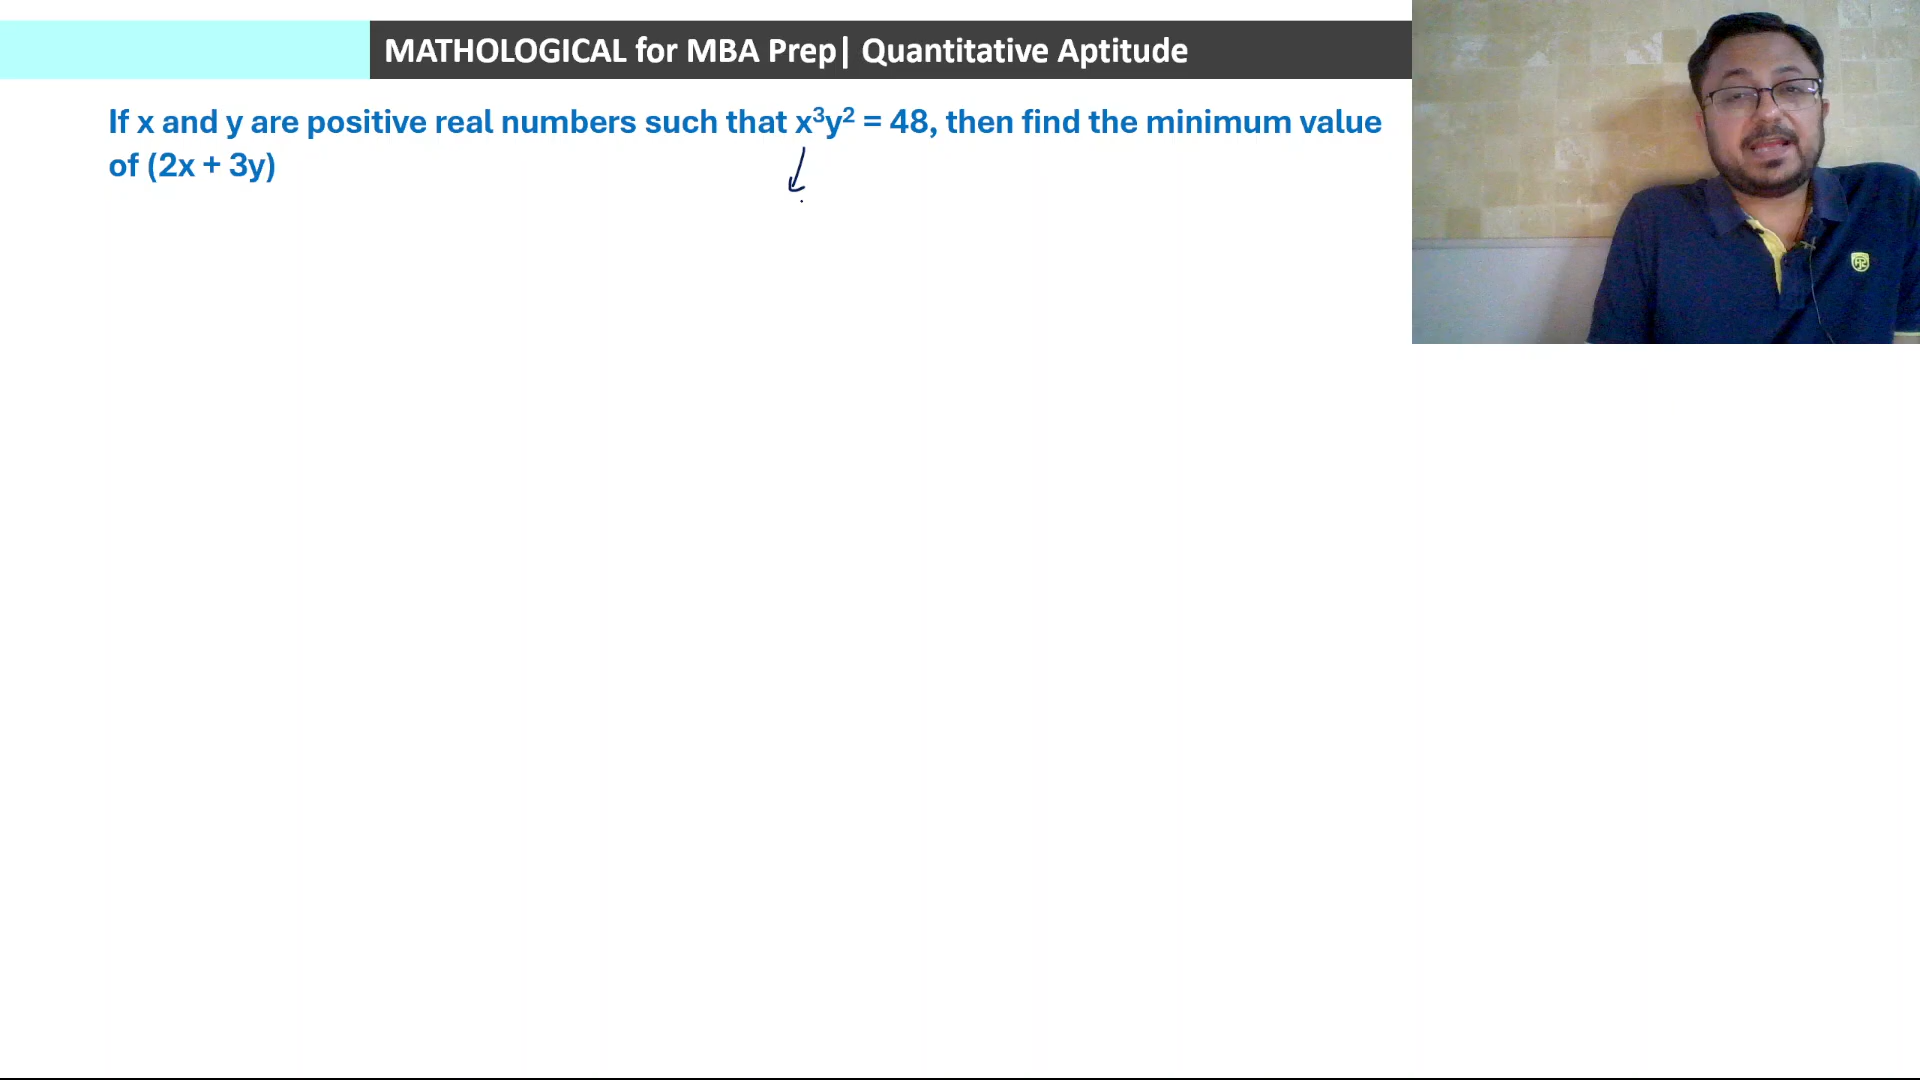 MATHOLOGICAL for MBA Prep| Quantitative Aptitude
If x and y are positive real numbers such that x³y² = 48, then find the minimum value
of (2x + 3y)